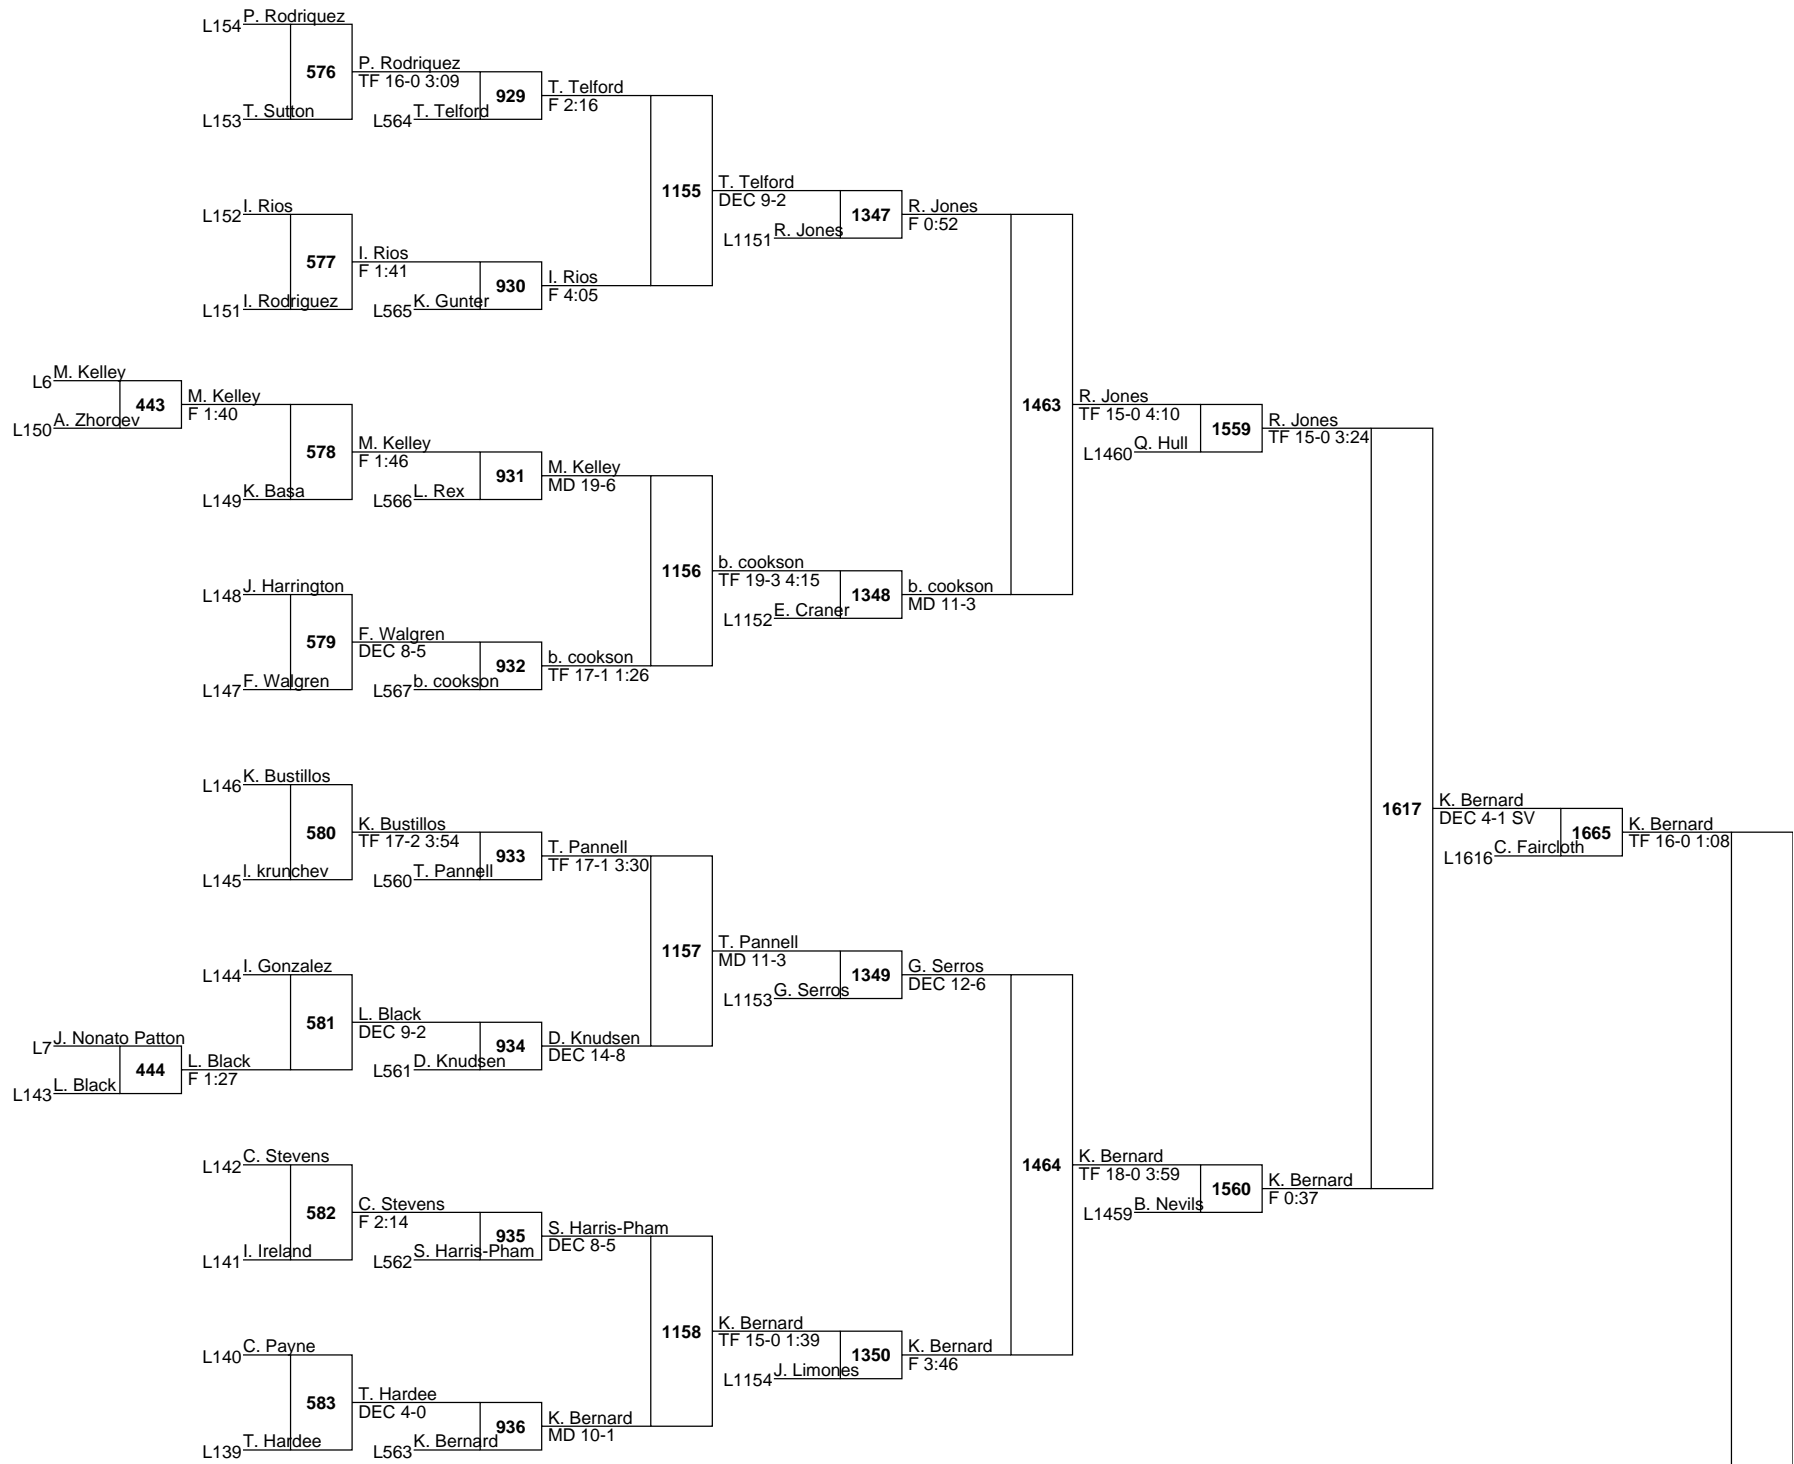 L154 P. Rodriquez
576
P. Rodriquez
TF 16-0 3:09
L153 T. Sutton
929
L564 T. Telford
T. Telford
F 2:16
1155
T. Telford
DEC 9-2
L152 I. Rios
577
I. Rios
F 1:41
L151 I. Rodriguez
930
L565 K. Gunter
I. Rios
F 4:05
1347
L1151 R. Jones
R. Jones
F 0:52
L6 M. Kelley
443
L150 A. Zhoroev
M. Kelley
F 1:40
578
L149 K. Basa
M. Kelley
F 1:46
931
L566 L. Rex
M. Kelley
MD 19-6
1463
R. Jones
TF 15-0 4:10
1559
L1460 Q. Hull
R. Jones
TF 15-0 3:24
1156
b. cookson
TF 19-3 4:15
1348
L1152 E. Craner
b. cookson
MD 11-3
L148 J. Harrington
579
L147 F. Walgren
F. Walgren
DEC 8-5
932
L567 b. cookson
b. cookson
TF 17-1 1:26
L146 K. Bustillos
580
L145 I. krunchev
K. Bustillos
TF 17-2 3:54
933
L560 T. Pannell
T. Pannell
TF 17-1 3:30
1617
K. Bernard
DEC 4-1 SV
1665
L1616 C. Faircloth
K. Bernard
TF 16-0 1:08
1157
T. Pannell
MD 11-3
1349
L1153 G. Serros
G. Serros
DEC 12-6
L144 I. Gonzalez
581
L7 J. Nonato Patton
444
L143 L. Black
L. Black
F 1:27
L. Black
DEC 9-2
934
L561 D. Knudsen
D. Knudsen
DEC 14-8
1464
K. Bernard
TF 18-0 3:59
1560
L1459 B. Nevils
K. Bernard
F 0:37
L142 C. Stevens
582
L141 I. Ireland
C. Stevens
F 2:14
935
L562 S. Harris-Pham
S. Harris-Pham
DEC 8-5
1158
K. Bernard
TF 15-0 1:39
1350
L1154 J. Limones
K. Bernard
F 3:46
L140 C. Payne
583
L139 T. Hardee
T. Hardee
DEC 4-0
936
L563 K. Bernard
K. Bernard
MD 10-1